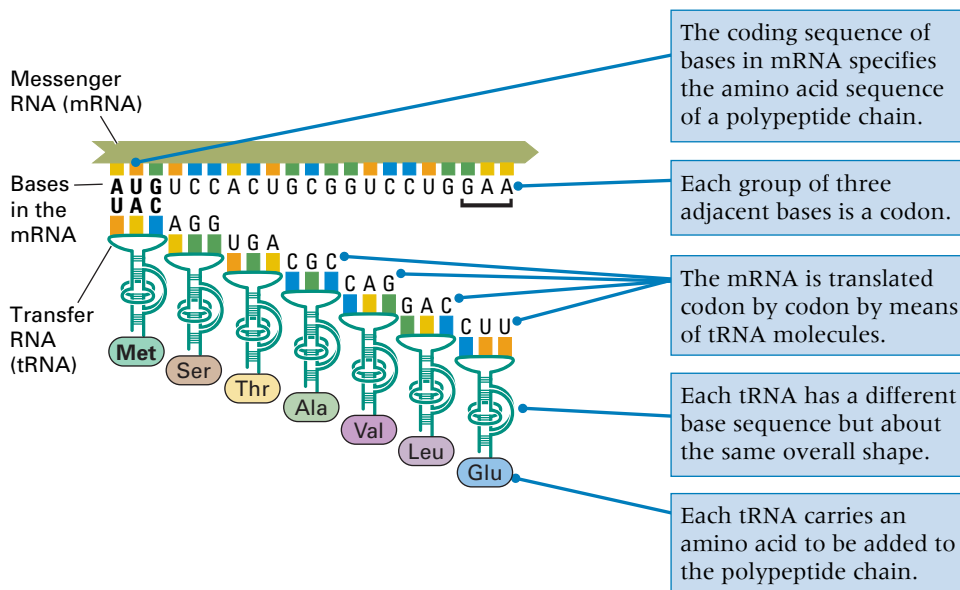 The coding sequence of
bases in mRNA specifies
the amino acid sequence
of a polypeptide chain.
Messenger
RNA (mRNA)
Bases
in the
mRNA
A U G U C C A C U G C G G U C C U G G A A
U A C
A G G
U G A
C G C
C A G
G A C
C U U
Each group of three
adjacent bases is a codon.
The mRNA is translated
codon by codon by means
of tRNA molecules.
Transfer
RNA
(tRNA)
Met
Ser
Thr
Ala
Val
Leu
Glu
Each tRNA has a different
base sequence but about
the same overall shape.
Each tRNA carries an
amino acid to be added to
the polypeptide chain.